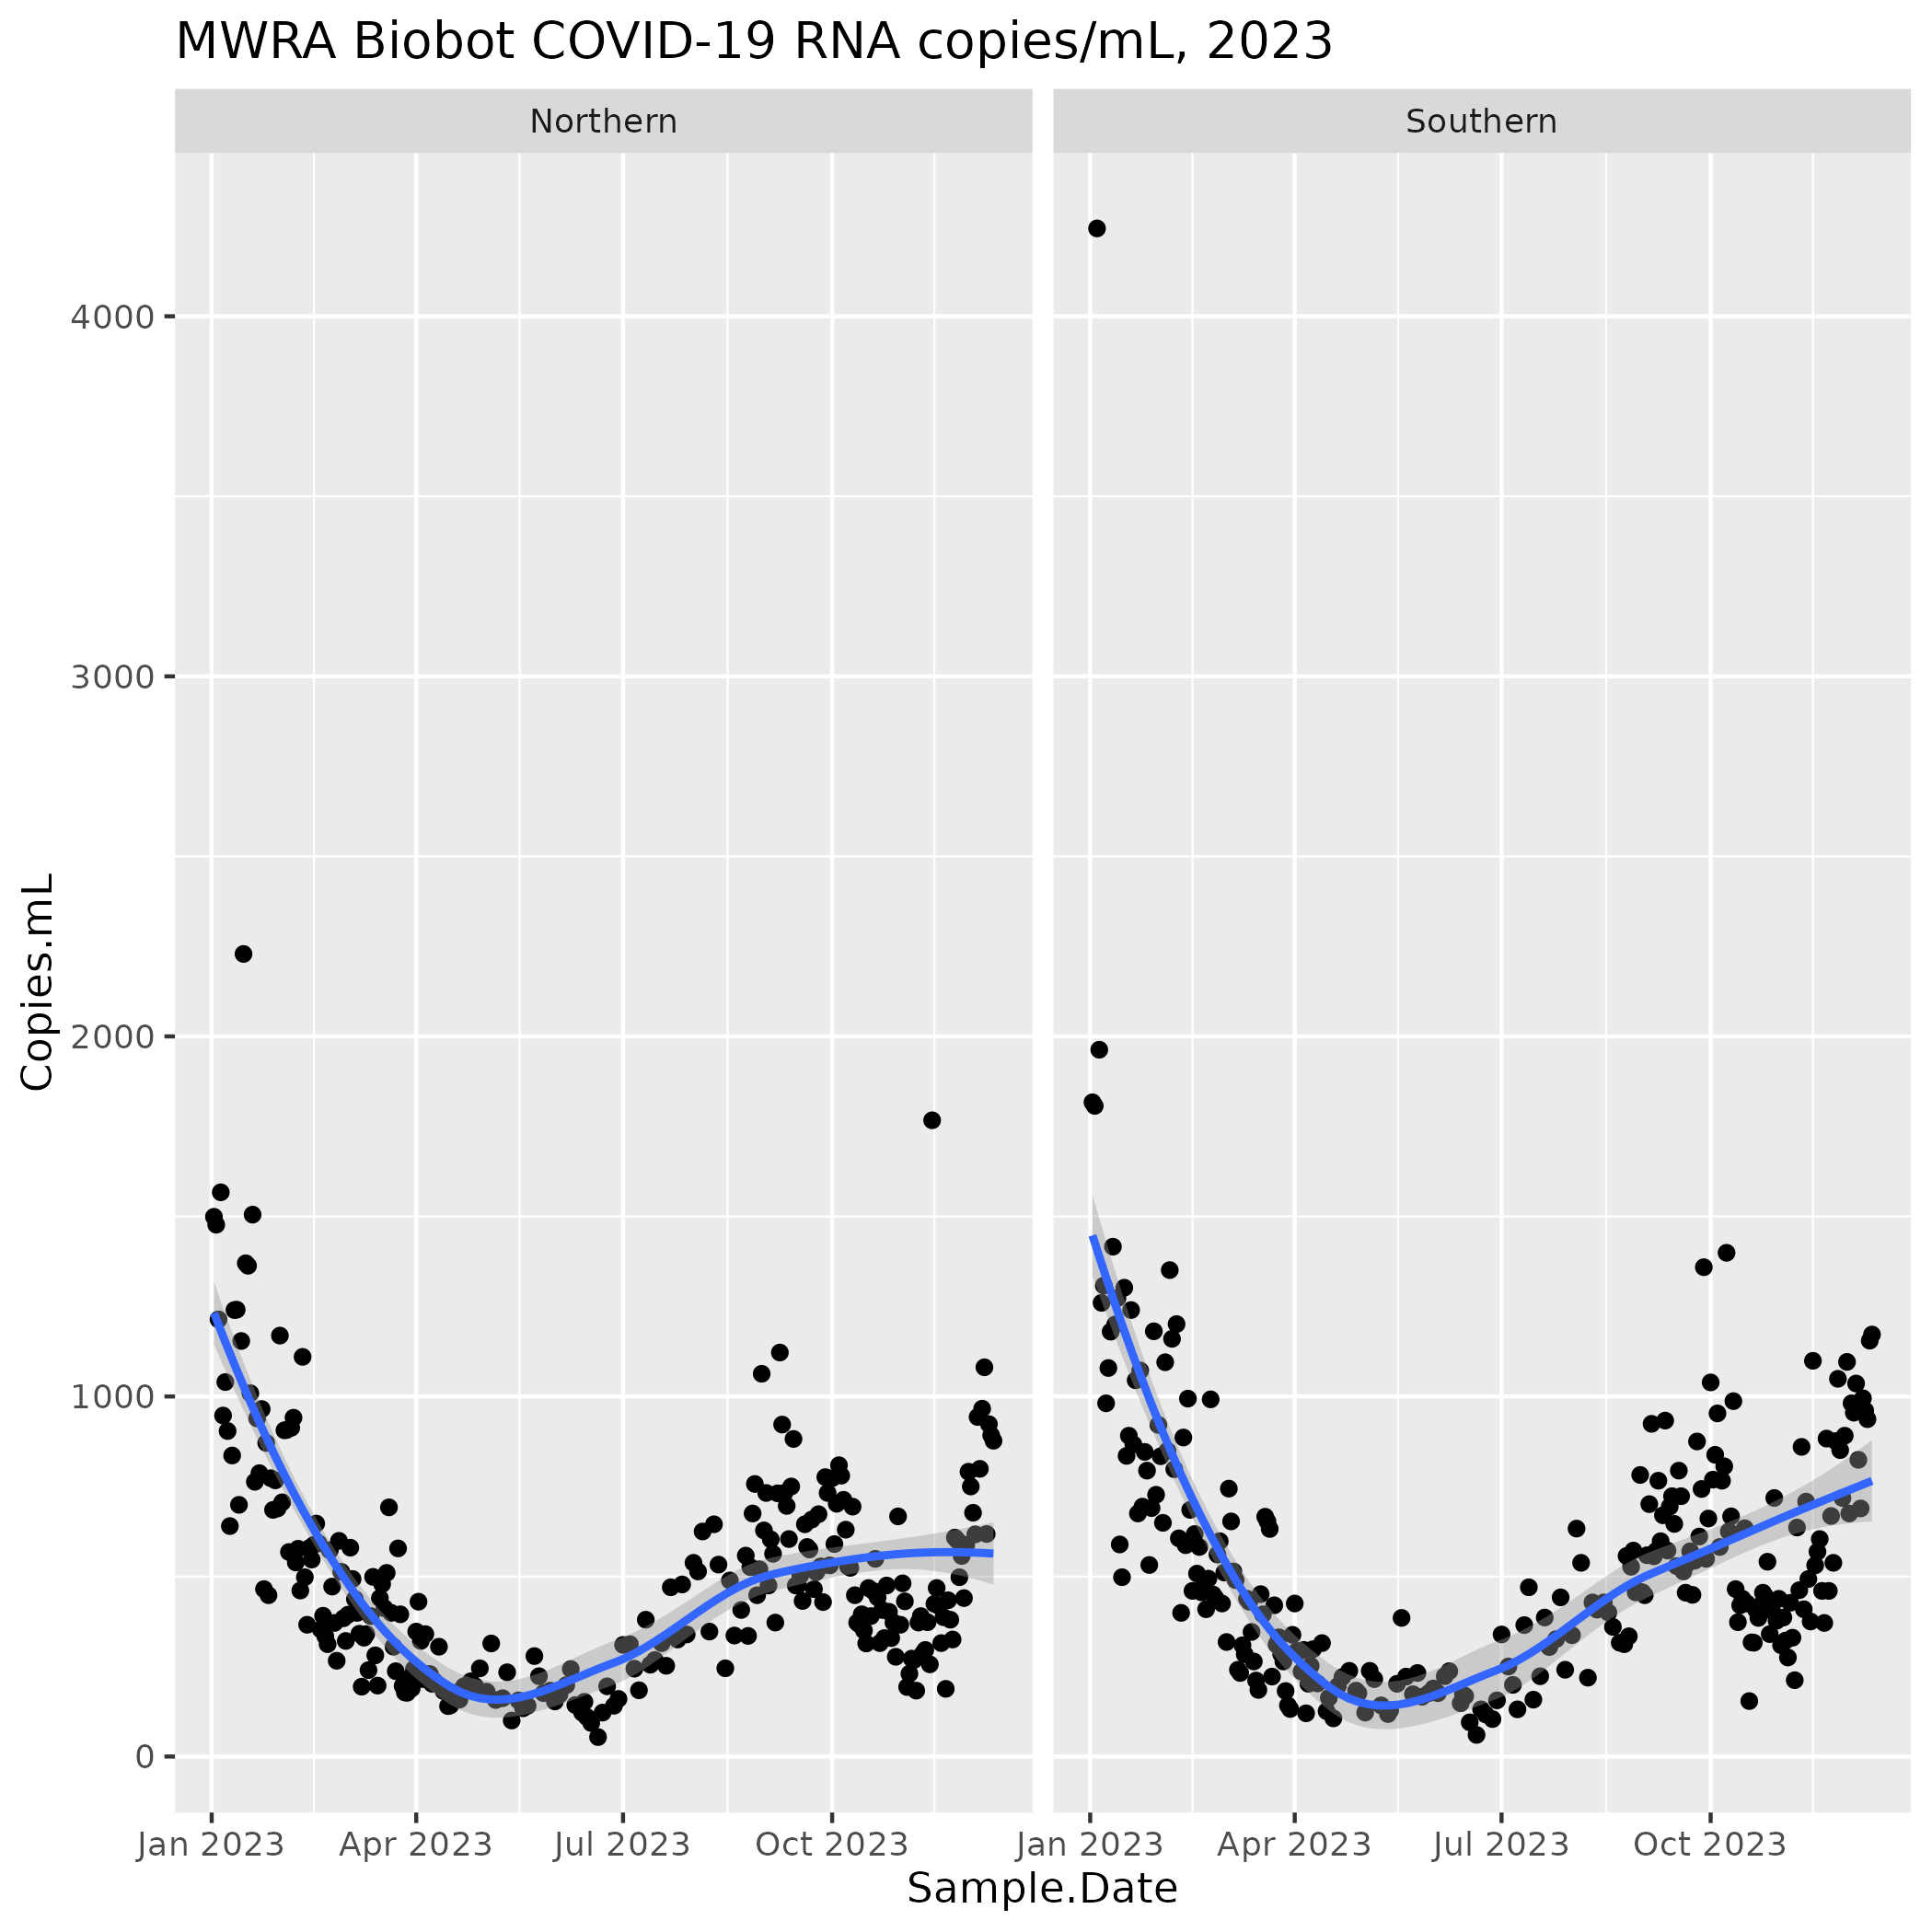 MWRA Biobot COVID-19 RNA copies/mL, 2023
Northern
Southern
Copies.mL
4000
3000
2000
1000
0
Jan 2023
Apr 2023
Jul 2023
Oct 2023
Jan 2023
Apr 2023
Jul 2023
Oct 2023
Sample.Date